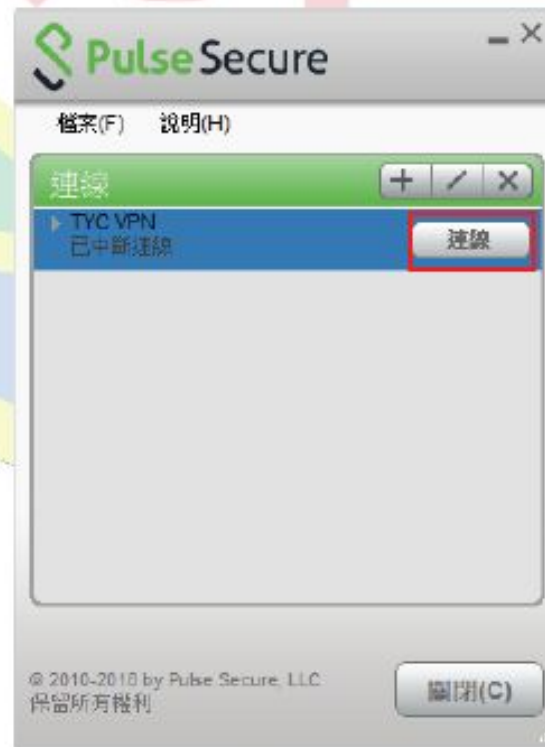 Pulse Secure
檔案(F) 說明(H)
連線
TYC VPN
已中斷連線
連線
© 2010-2018 by Pulse Secure, LLC
保留所有權利
關閉(C)